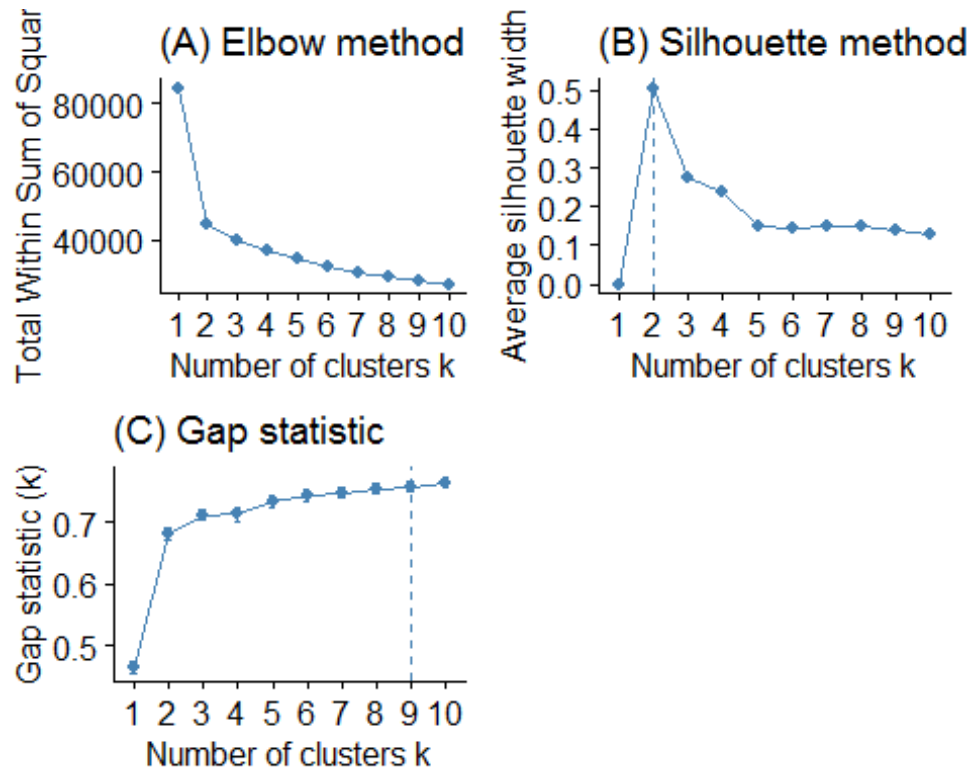 (A) Elbow method
Total Within Sum of Squar
80000
60000
40000
1 2 3 4 5 6 7 8 9 10
Number of clusters k
(B) Silhouette method
Average silhouette width
0.5
0.4
0.3
0.2
0.1
0.0
1 2 3 4 5 6 7 8 9 10
Number of clusters k
(C) Gap statistic
Gap statistic (k)
0.7
0.6
0.5
1 2 3 4 5 6 7 8 9 10
Number of clusters k